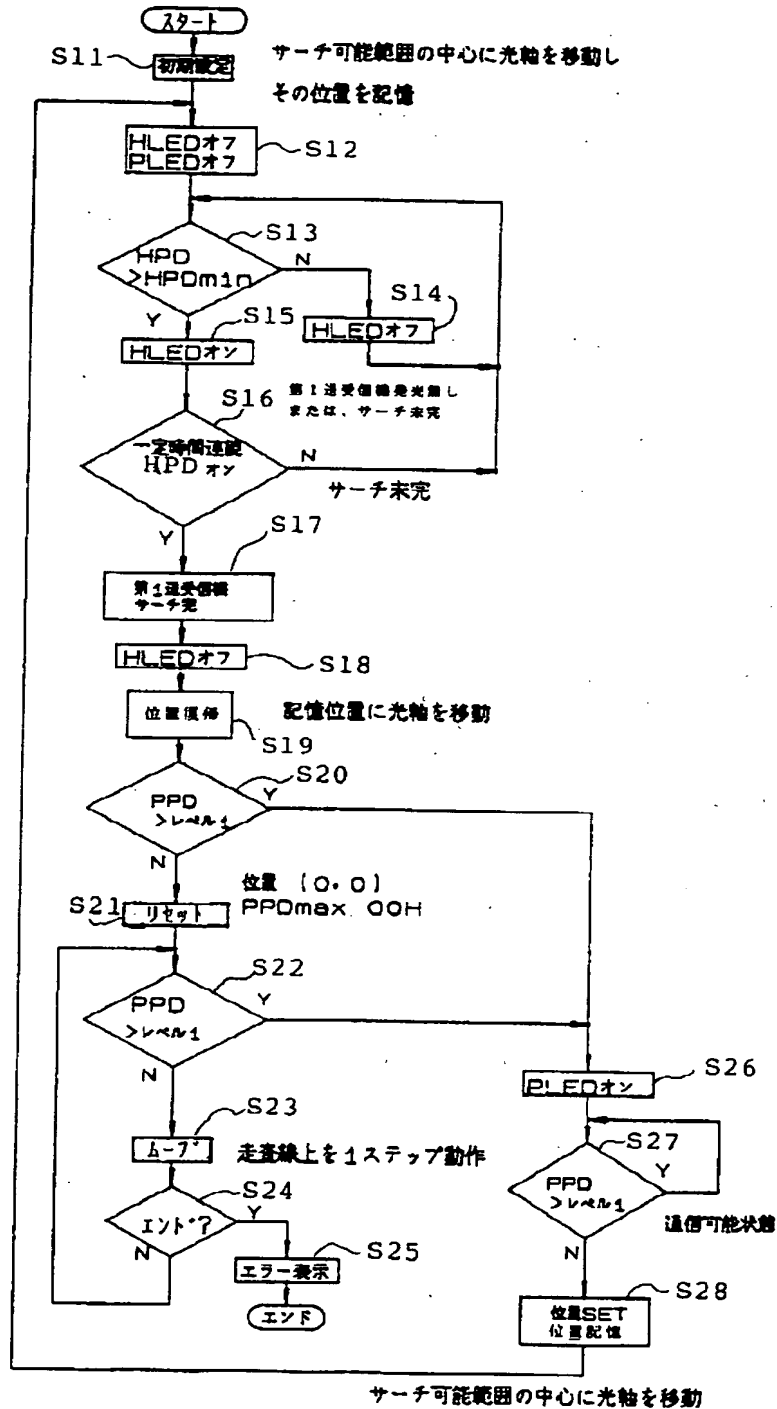 スタート
S11
初期設定
サーチ可能範囲の中心に光軸を移動し
その位置を記憶
HLEDオフ
PLEDオフ
S12
S13
HPD
>HPDmin
N
Y
S14
HLEDオフ
S15
HLEDオン
S16
第1送受信機発光無し
または、サーチ未完
一定時間連続
HPDオン
N
サーチ未完
Y
S17
第1送受信機
サーチ完
HLEDオフ
S18
位置復帰
記憶位置に光軸を移動
S19
S20
PPD
>レベル1
Y
N
位置 (0.0)
PPDmax 00H
S21
リセット
S22
PPD
>レベル1
Y
N
S23
ムーブ
走査線上を1ステップ動作
S24
エンド?
Y
N
S25
エラー表示
エンド
S26
PLEDオン
S27
PPD
>レベル1
Y
通信可能状態
N
S28
位置SET
位置記憶
サーチ可能範囲の中心に光軸を移動